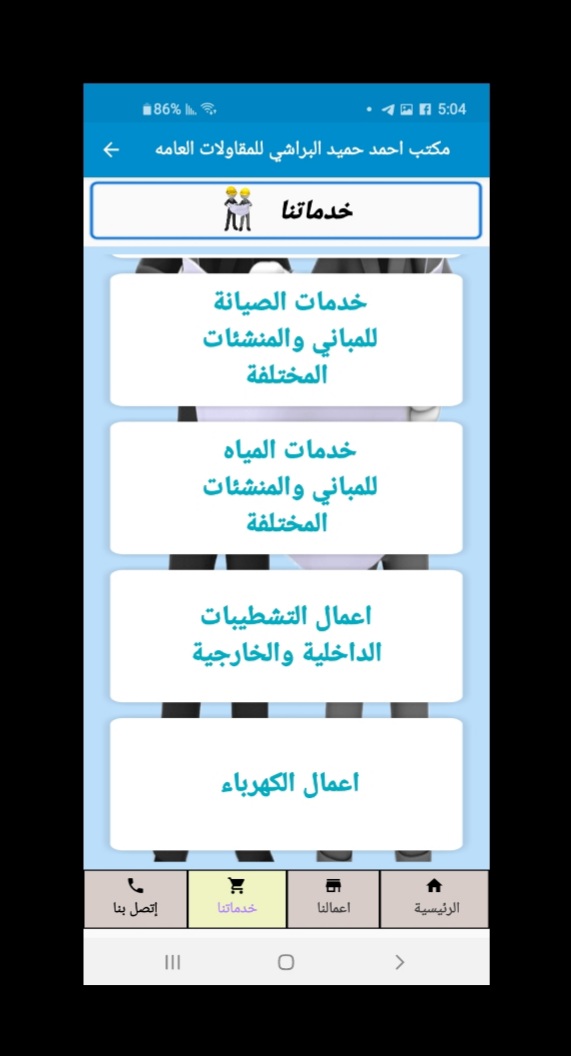 86% 5:04
مكتب احمد حميد البراشي للمقاولات العامه
خدماتنا
خدمات الصيانة
للمباني والمنشئات
المختلفة
خدمات المياه
للمباني والمنشئات
المختلفة
اعمال التشطيبات
الداخلية والخارجية
اعمال الكهرباء
الرئيسية
اعمالنا
خدماتنا
إتصل بنا